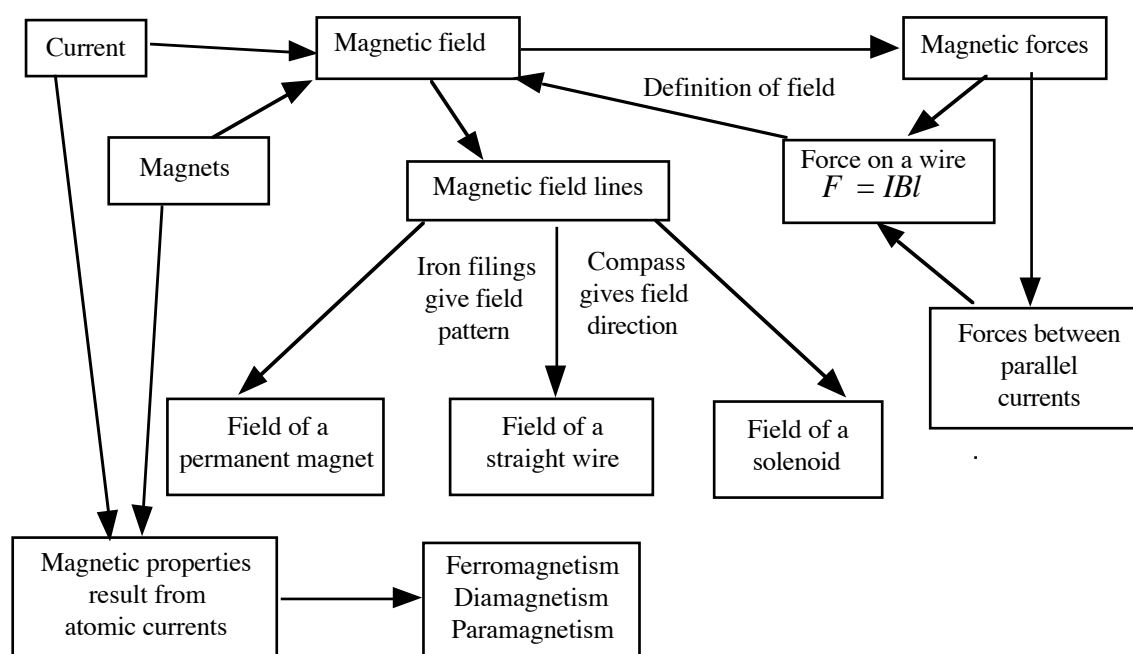 Current
Magnetic field
Magnetic forces
Definition of field
Magnets
Force on a wire
F = IBl
Magnetic field lines
Iron filings
give field
pattern
Compass
gives field
direction
Forces between
parallel
currents
Field of a
permanent magnet
Field of a
straight wire
Field of a
solenoid
Magnetic properties
result from
atomic currents
Ferromagnetism
Diamagnetism
Paramagnetism